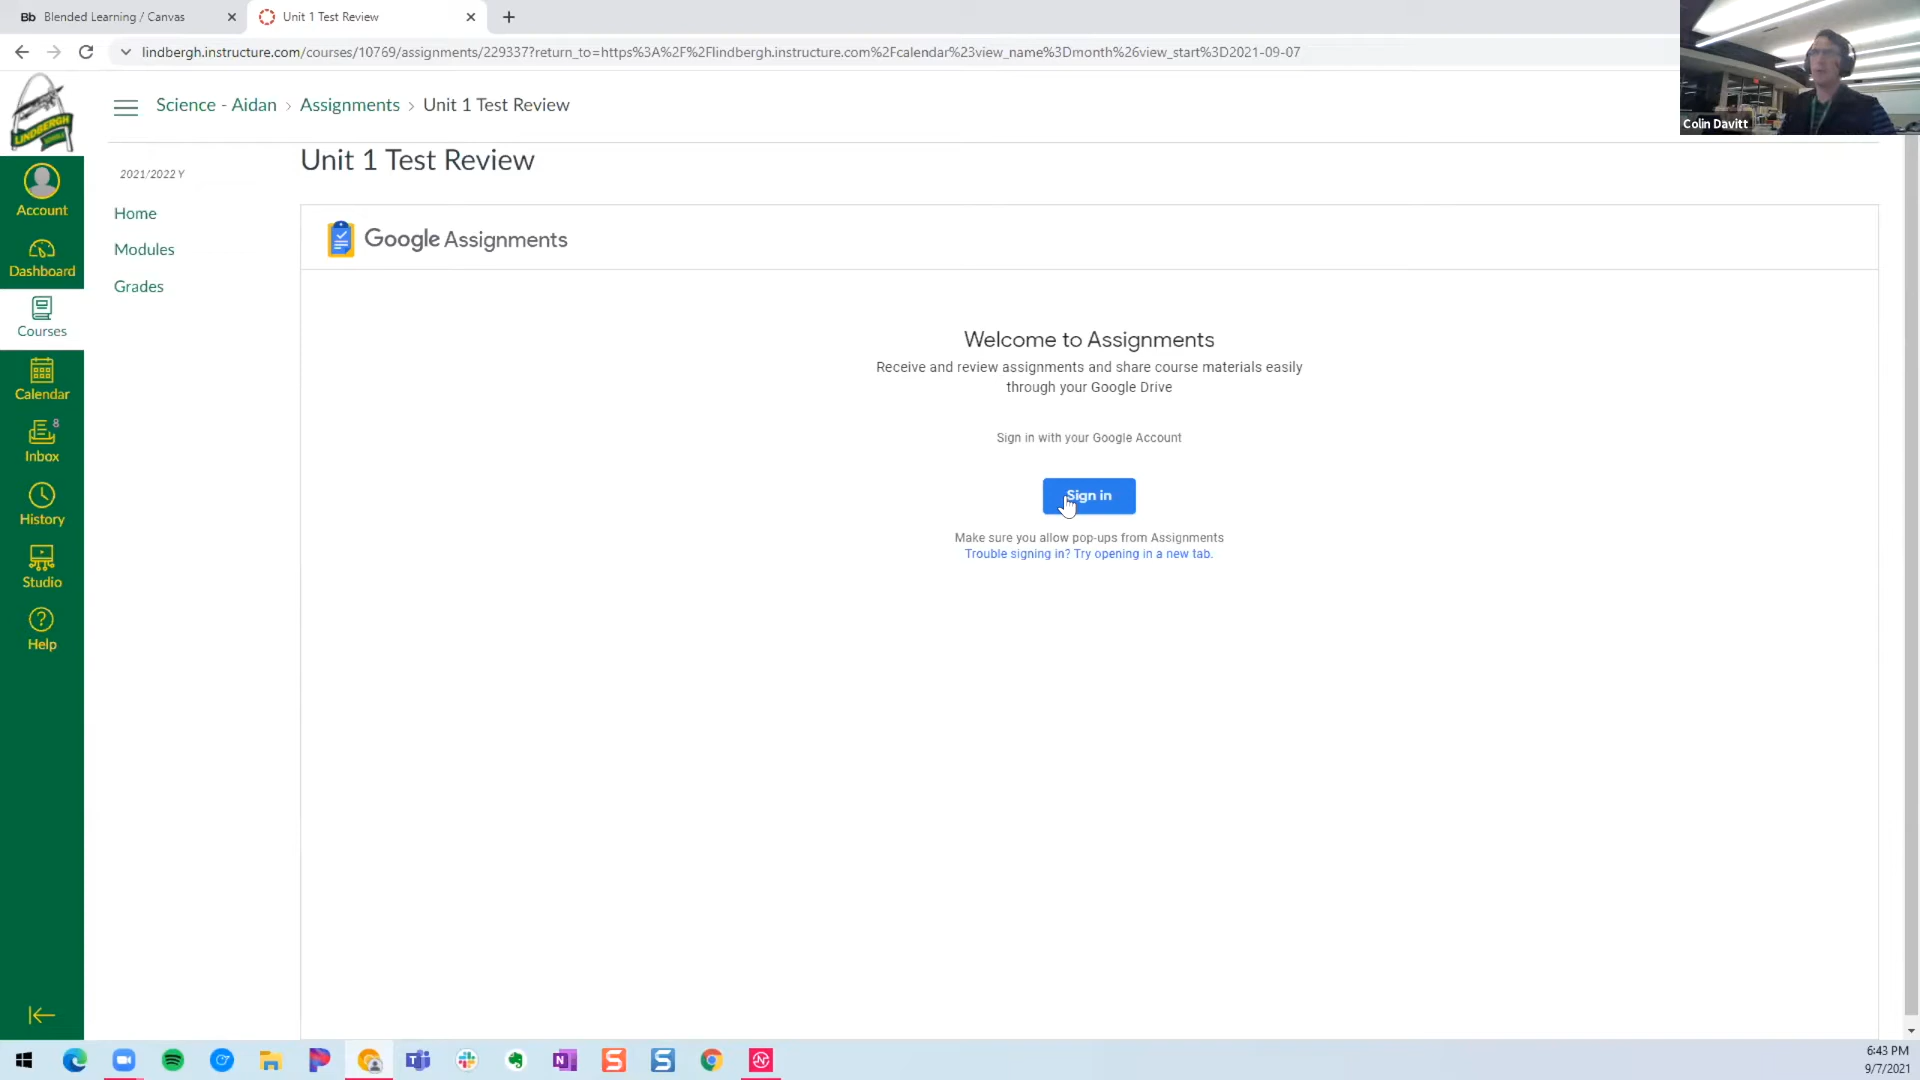 Bb Blended Learning / Canvas
Unit 1 Test Review
lindbergh.instructure.com/courses/10769/assignments/229337?return_to=https%3A%2F%2Flindbergh.instructure.com%2Fcalendar%23view_name%3Dmonth%26view_start%3D2021-09-07
Colin Davitt
LINDBERGH
Science - Aidan › Assignments › Unit 1 Test Review
Unit 1 Test Review
2021/2022 Y
Home
Modules
Grades
Account
Dashboard
Courses
Calendar
8
Inbox
History
Studio
Help
Google Assignments
Welcome to Assignments
Receive and review assignments and share course materials easily
through your Google Drive
Sign in with your Google Account
Sign in
Make sure you allow pop-ups from Assignments
Trouble signing in? Try opening in a new tab.
6:43 PM
9/7/2021